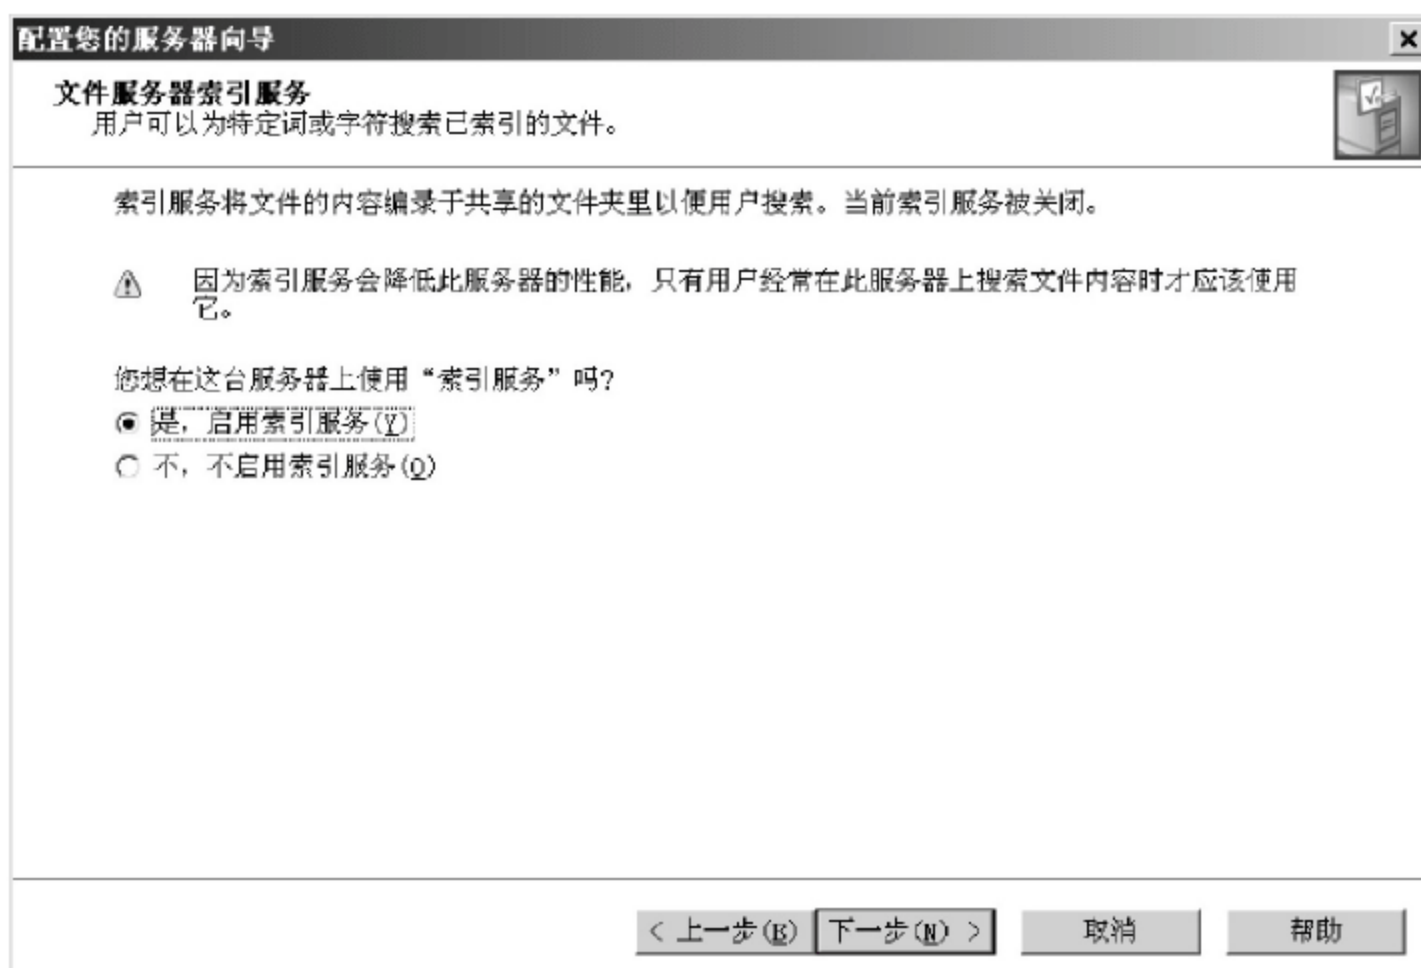 配置您的服务器向导
文件服务器索引服务
用户可以为特定词或字符搜索已索引的文件。
索引服务将文件的内容编录于共享的文件夹里以便用户搜索。当前索引服务被关闭。
因为索引服务会降低此服务器的性能，只有用户经常在此服务器上搜索文件内容时才应该使用
它。
您想在这台服务器上使用“索引服务”吗?
是，启用索引服务(Y)
不，不启用索引服务(O)
< 上一步(B) 下一步(N) > 取消 帮助